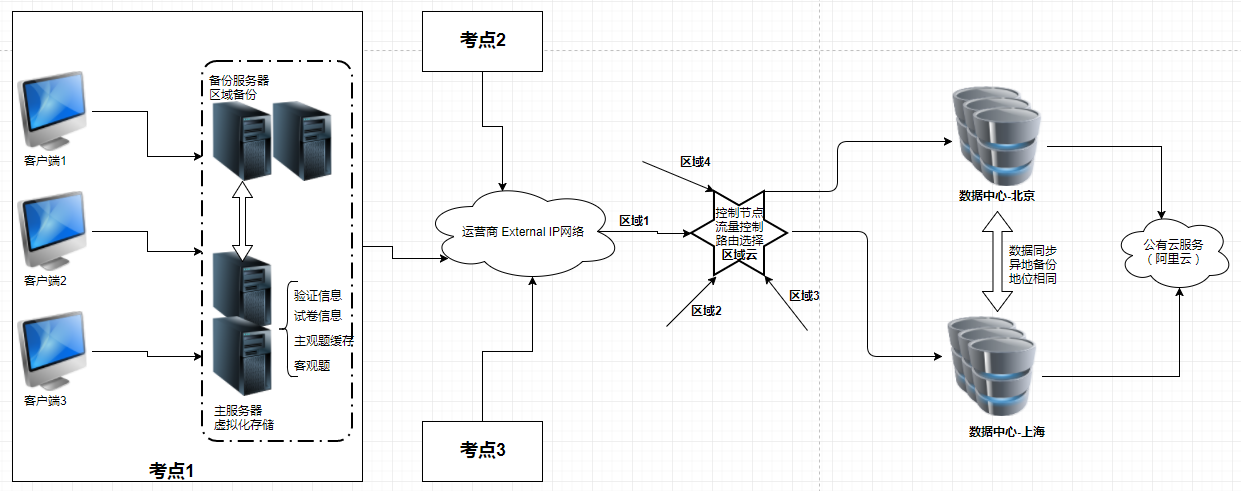 备份服务器
区域备份
客户端1
客户端2
客户端3
验证信息
试卷信息
主观题缓存
客观题
主服务器
虚拟化存储
考点1
考点2
运营商 External IP网络
考点3
区域1
区域4
控制节点
流量控制
路由选择
区域云
区域2
区域3
数据中心-北京
数据同步
异地备份
地位相同
数据中心-上海
公有云服务
（阿里云）